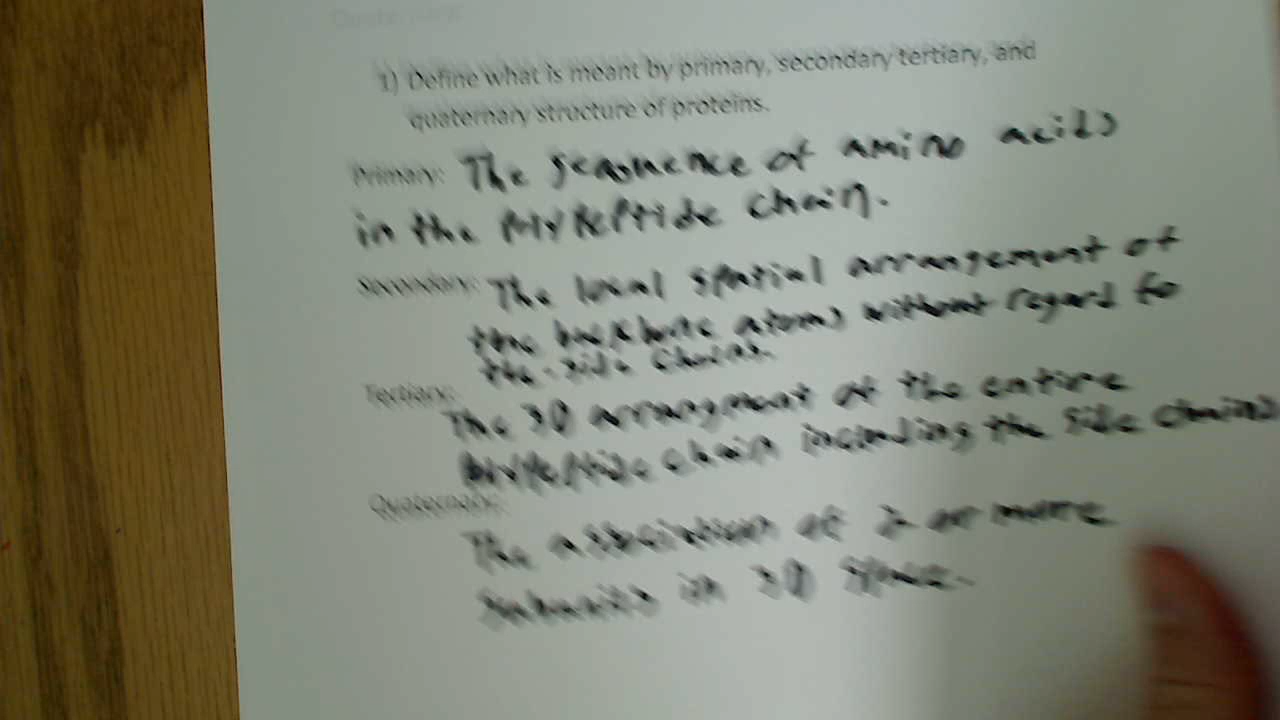 1) Define what is meant by primary, secondary tertiary, and
quaternary structure of proteins.
Primary: The sequence of amino acids
in the polypeptide chain.
Secondary: The local spatial arrangement of
the backbone atoms without regard to
the side chains.
Tertiary:
The 3D arrangment of the entire
polypeptide chain including the side chains
Quaternary:
The association of 2 or more
subunits in 3D space.